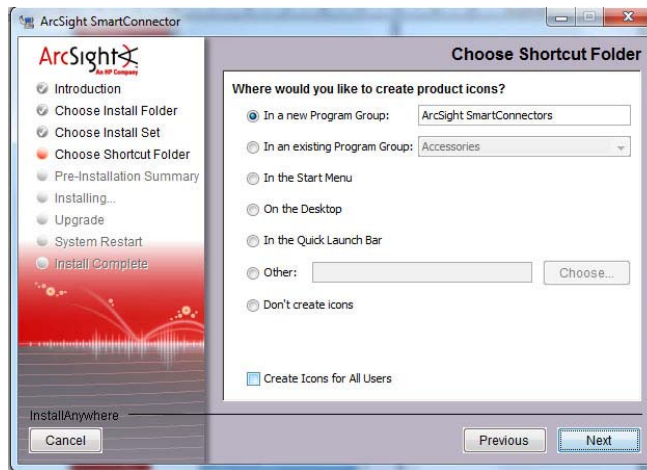 ArcSight SmartConnector
ArcSight
An HP Company
Choose Shortcut Folder
Introduction
Choose Install Folder
Choose Install Set
Choose Shortcut Folder
Pre-Installation Summary
Installing...
Upgrade
System Restart
Install Complete
Where would you like to create product icons?
In a new Program Group: ArcSight SmartConnectors
In an existing Program Group: Accessories
In the Start Menu
On the Desktop
In the Quick Launch Bar
Other: Choose...
Don't create icons
Create Icons for All Users
InstallAnywhere
Cancel Previous Next